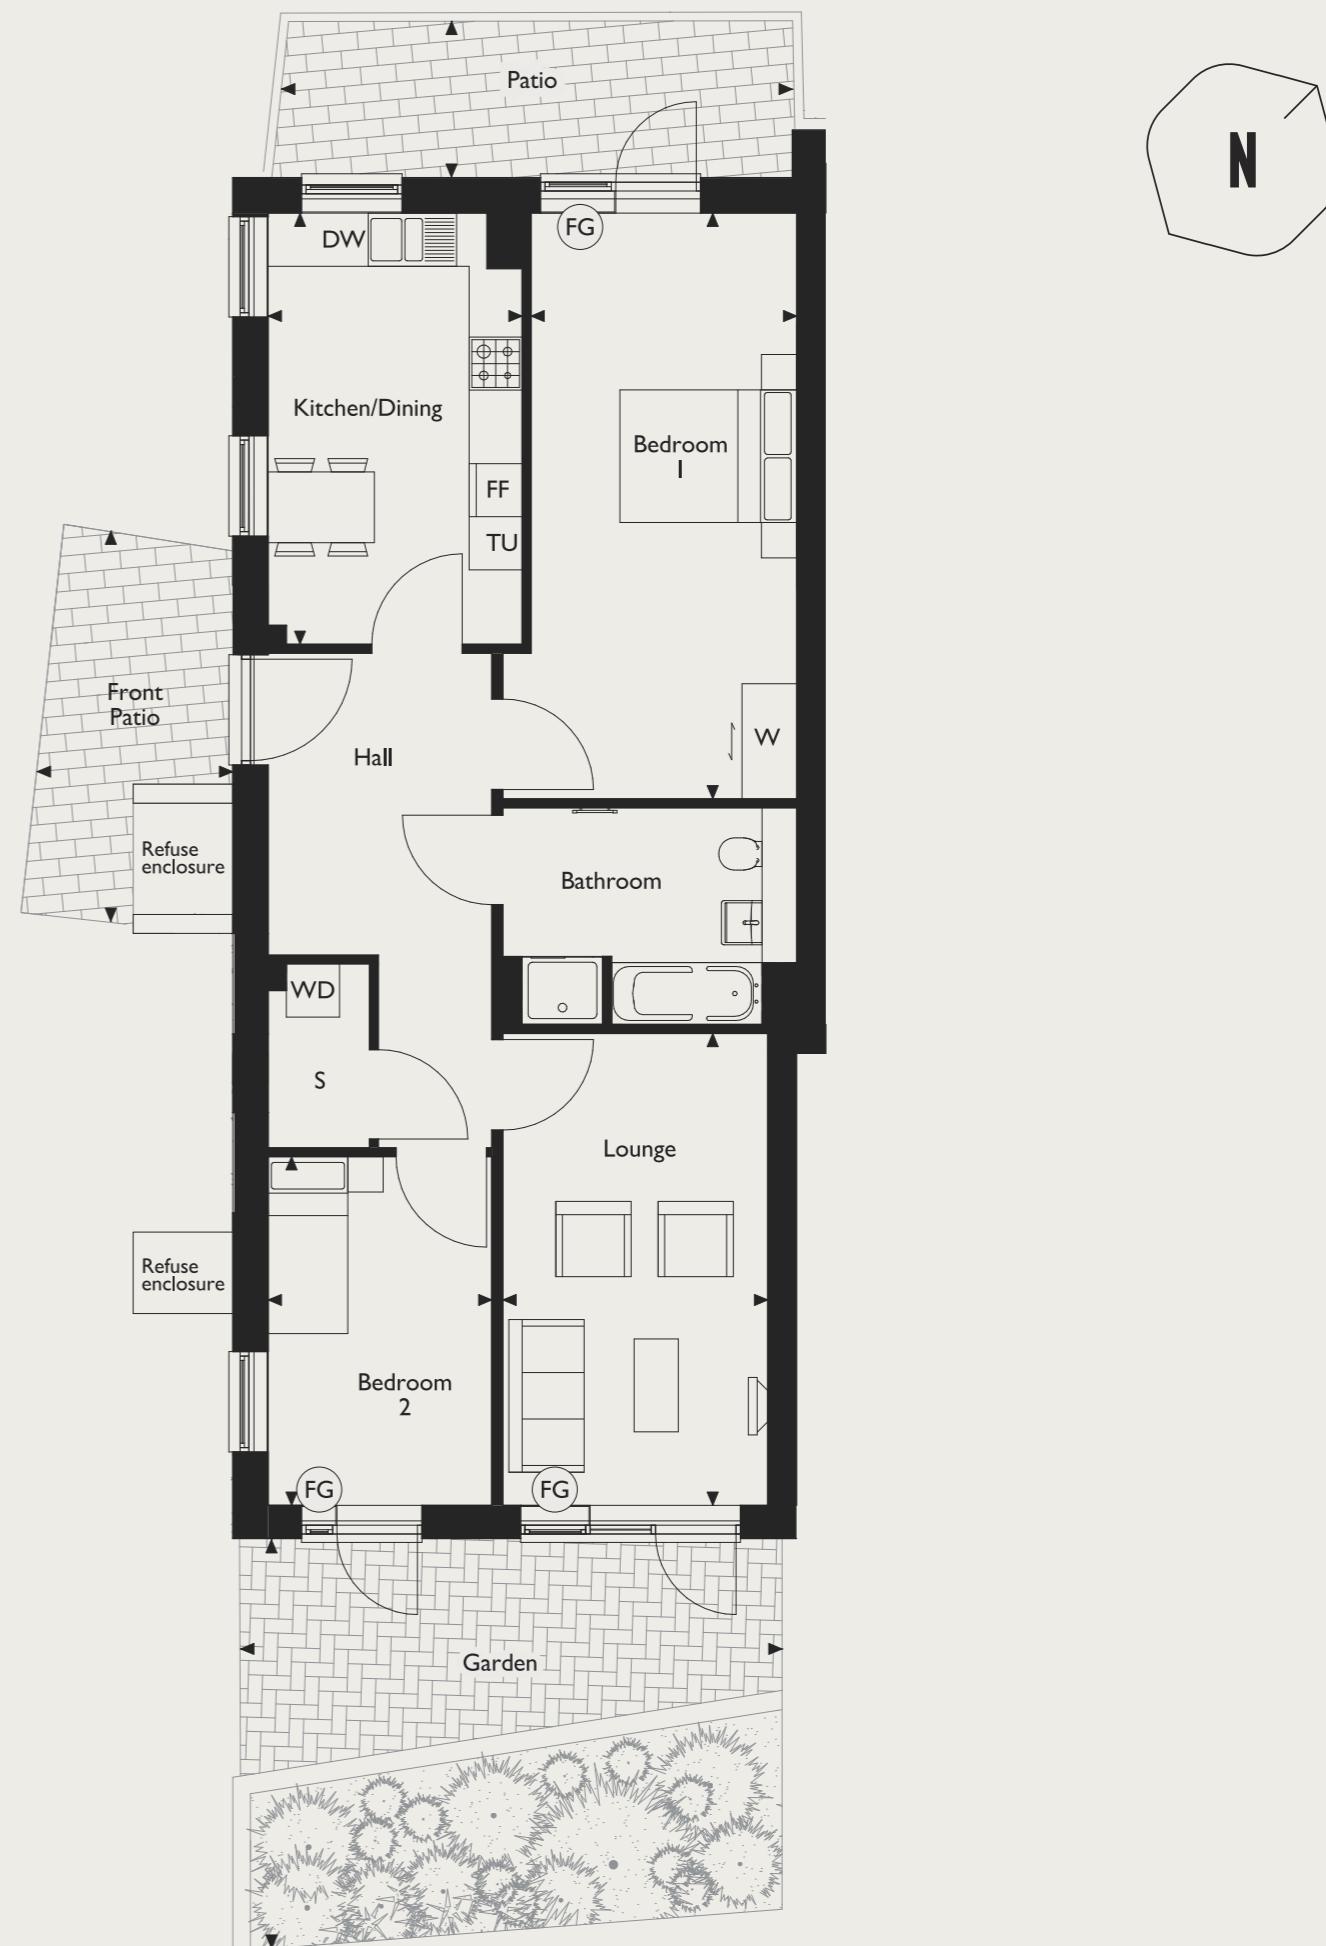 Patio
N
FG
DW
Kitchen/Dining
Bedroom
1
FF
TU
Front
Patio
Hall
W
Refuse
enclosure
Bathroom
WD
S
Lounge
Refuse
enclosure
Bedroom
2
FG
FG
Garden